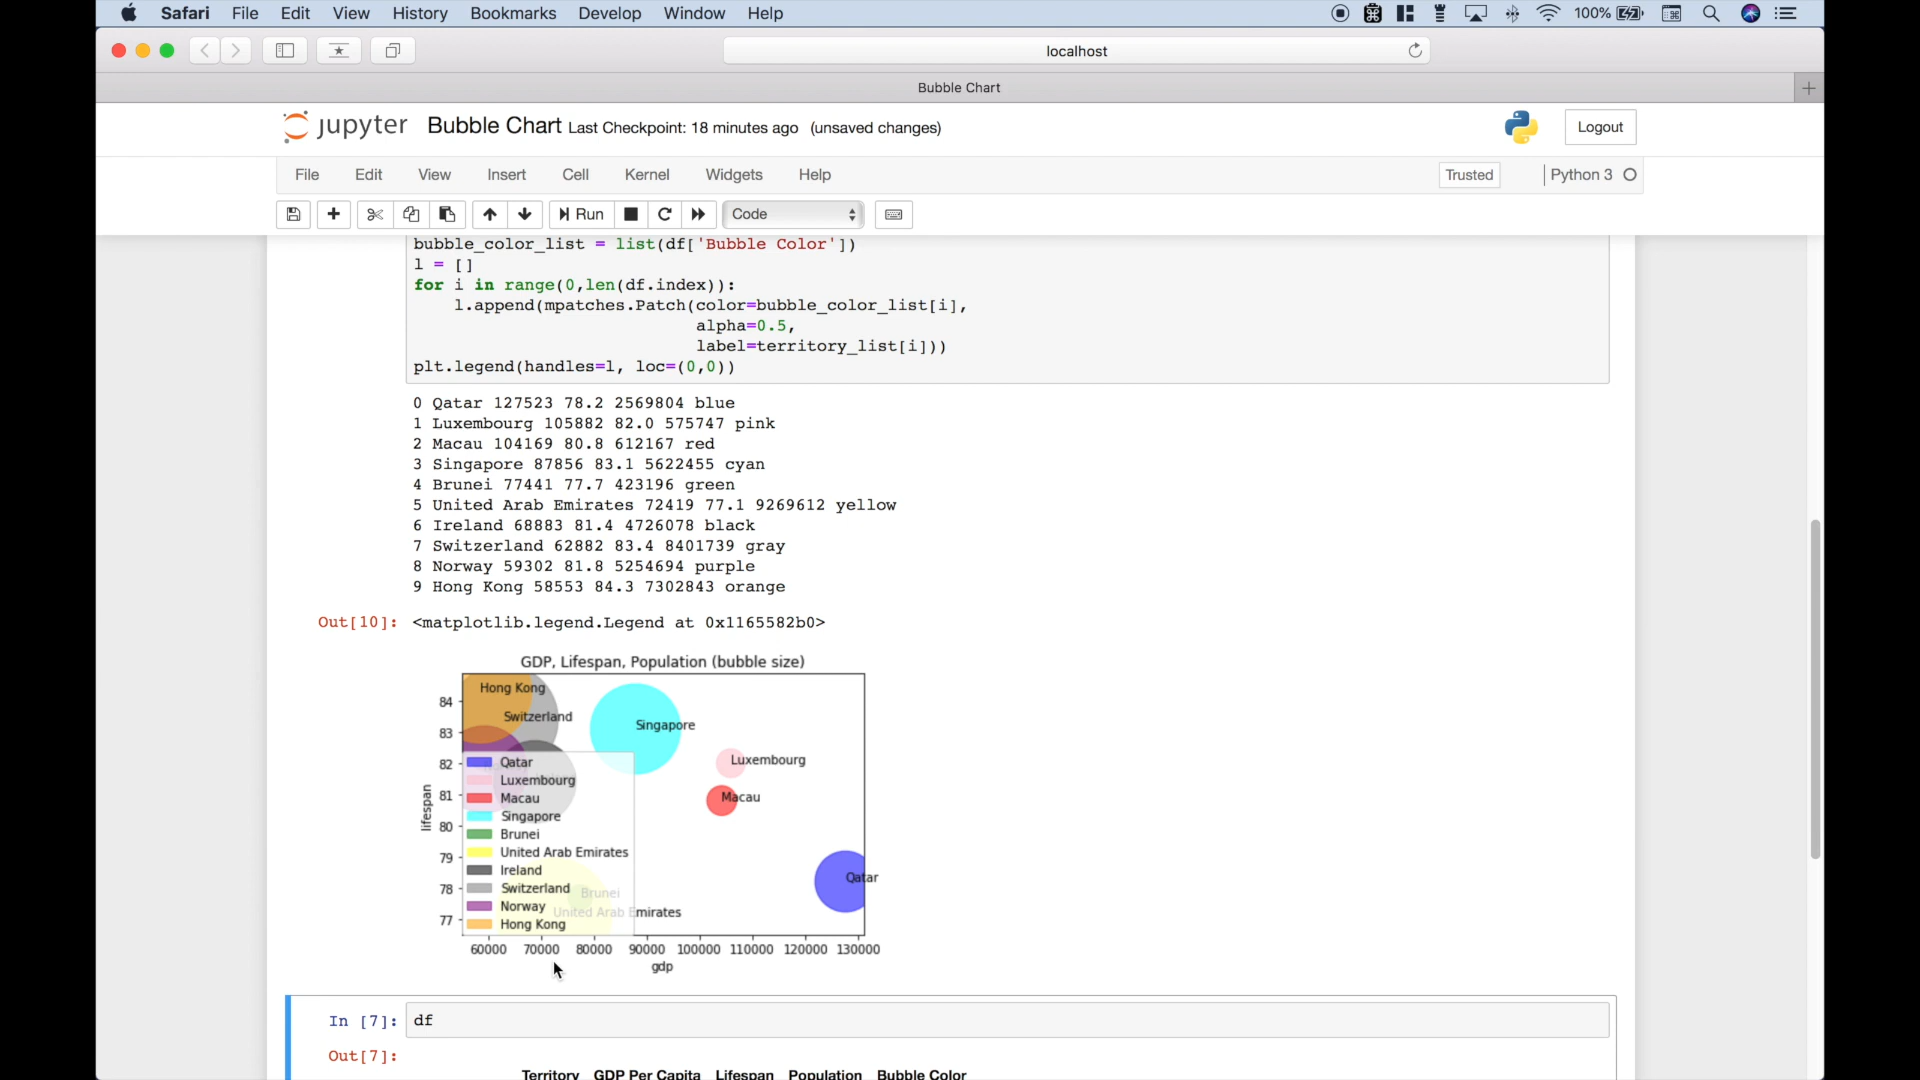 Safari File Edit View History Bookmarks Develop Window Help 100%
localhost
Bubble Chart
jupyter Bubble Chart Last Checkpoint: 18 minutes ago (unsaved changes) Logout
File Edit View Insert Cell Kernel Widgets Help Trusted Python 3
Run Code
bubble_color_list = list(df['Bubble Color'])
l = []
for i in range(0,len(df.index)):
    l.append(mpatches.Patch(color=bubble_color_list[i],
                            alpha=0.5,
                            label=territory_list[i]))
plt.legend(handles=l, loc=(0,0))
0 Qatar 127523 78.2 2569804 blue
1 Luxembourg 105882 82.0 575747 pink
2 Macau 104169 80.8 612167 red
3 Singapore 87856 83.1 5622455 cyan
4 Brunei 77441 77.7 423196 green
5 United Arab Emirates 72419 77.1 9269612 yellow
6 Ireland 68883 81.4 4726078 black
7 Switzerland 62882 83.4 8401739 gray
8 Norway 59302 81.8 5254694 purple
9 Hong Kong 58553 84.3 7302843 orange
Out[10]: <matplotlib.legend.Legend at 0x1165582b0>
GDP, Lifespan, Population (bubble size)
Hong Kong
Switzerland
Singapore
Luxembourg
Macau
Qatar
Brunei
United Arab Emirates
84
83
82
81
80
79
78
77
lifespan
Qatar
Luxembourg
Macau
Singapore
Brunei
United Arab Emirates
Ireland
Switzerland
Norway
Hong Kong
60000 70000 80000 90000 100000 110000 120000 130000
gdp
In [7]: df
Out[7]:
Territory GDP Per Capita Lifespan Population Bubble Color